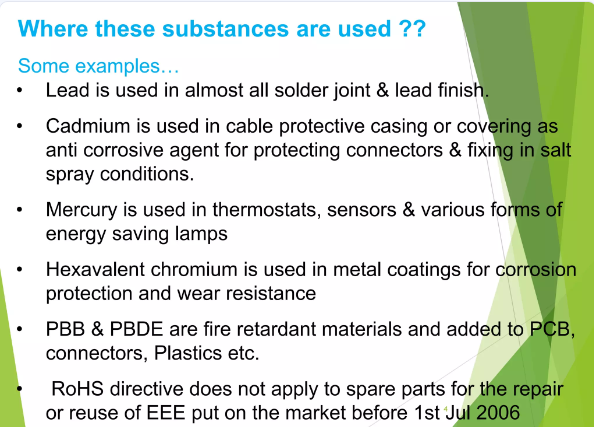 Where these substances are used ??
Some examples…
• Lead is used in almost all solder joint & lead finish.
• Cadmium is used in cable protective casing or covering as
anti corrosive agent for protecting connectors & fixing in salt
spray conditions.
• Mercury is used in thermostats, sensors & various forms of
energy saving lamps
• Hexavalent chromium is used in metal coatings for corrosion
protection and wear resistance
• PBB & PBDE are fire retardant materials and added to PCB,
connectors, Plastics etc.
• RoHS directive does not apply to spare parts for the repair
or reuse of EEE put on the market before 1st Jul 2006